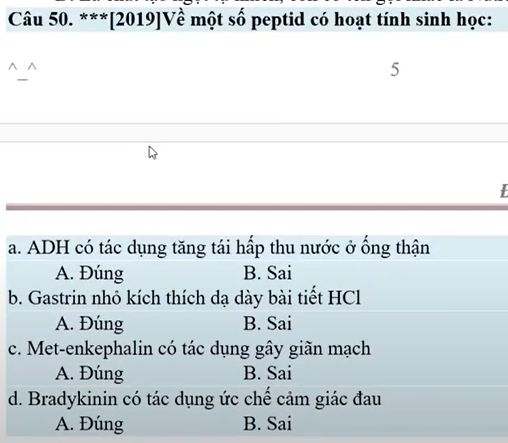 Câu 50. ***[2019]Về một số peptid có hoạt tính sinh học:
^_^ 5
a. ADH có tác dụng tăng tái hấp thu nước ở ống thận
A. Đúng B. Sai
b. Gastrin nhỏ kích thích dạ dày bài tiết HCl
A. Đúng B. Sai
c. Met-enkephalin có tác dụng gây giãn mạch
A. Đúng B. Sai
d. Bradykinin có tác dụng ức chế cảm giác đau
A. Đúng B. Sai